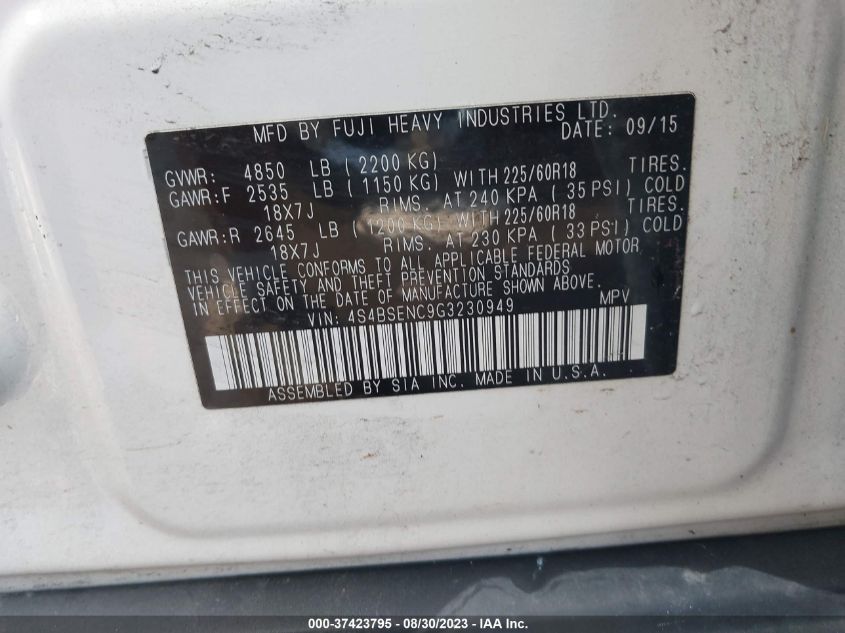 MFD BY FUJI HEAVY INDUSTRIES LTD.
DATE: 09/15
GVWR: 4850 LB (2200 KG)
GAWR:F 2535 LB (1150 KG) WITH 225/60R18 TIRES.
18X7J RIMS. AT 240 KPA (35 PSI) COLD
GAWR:R 2645 LB (1200 KG) WITH 225/60R18 TIRES.
18X7J RIMS. AT 230 KPA (33 PSI) COLD
THIS VEHICLE CONFORMS TO ALL APPLICABLE FEDERAL MOTOR
VEHICLE SAFETY AND THEFT PREVENTION STANDARDS
IN EFFECT ON THE DATE OF MANUFACTURE SHOWN ABOVE.
VIN: 4S4BSENC9G3230949 MPV
ASSEMBLED BY SIA INC. MADE IN U.S.A.
000-37423795 - 08/30/2023 - IAA Inc.